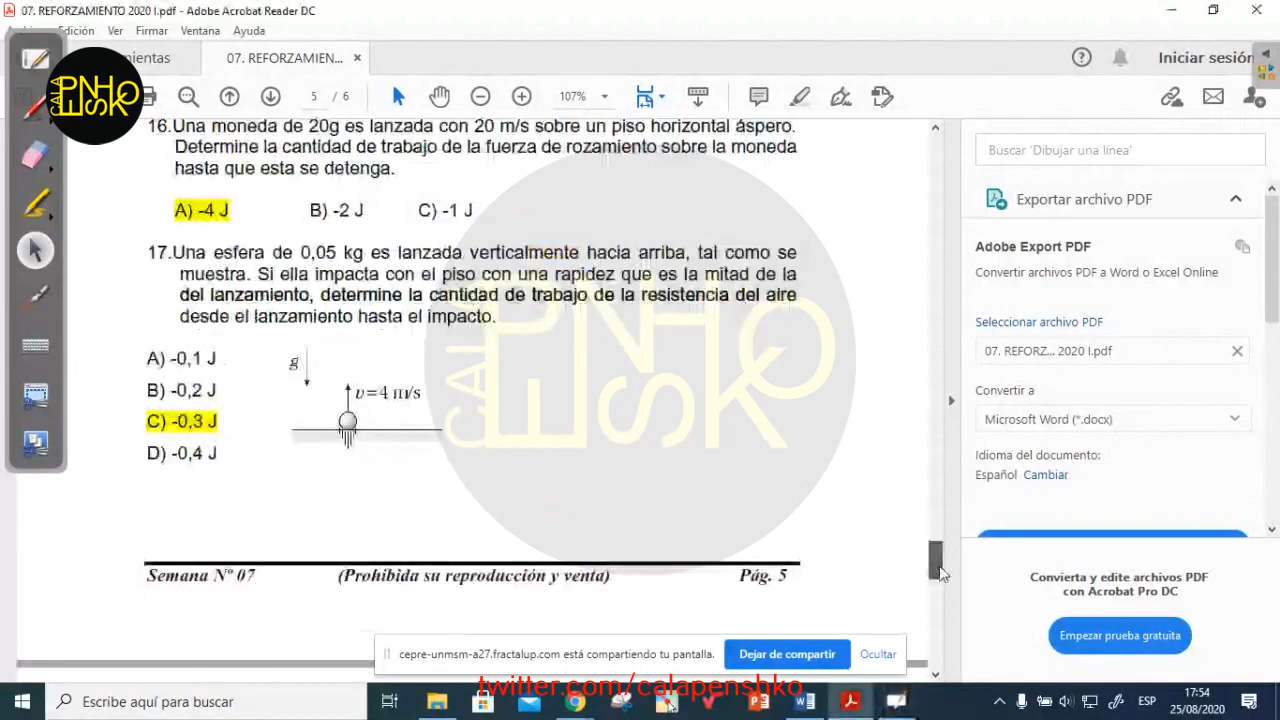 07. REFORZAMIENTO 2020 I.pdf - Adobe Acrobat Reader DC
Edición Ver Firmar Ventana Ayuda
07. REFORZAMIEN... ×
Iniciar sesión
5 / 6
107%
CALA
PNHO
ESK
16.Una moneda de 20g es lanzada con 20 m/s sobre un piso horizontal áspero.
Determine la cantidad de trabajo de la fuerza de rozamiento sobre la moneda
hasta que esta se detenga.
A) -4 J B) -2 J C) -1 J
17.Una esfera de 0,05 kg es lanzada verticalmente hacia arriba, tal como se
muestra. Si ella impacta con el piso con una rapidez que es la mitad de la
del lanzamiento, determine la cantidad de trabajo de la resistencia del aire
desde el lanzamiento hasta el impacto.
A) -0,1 J
B) -0,2 J
C) -0,3 J
D) -0,4 J
g
υ=4 m/s
CALA
PNHO
ESK
Semana Nº 07 (Prohibida su reproducción y venta) Pág. 5
Buscar 'Dibujar una línea'
Exportar archivo PDF
Adobe Export PDF
Convertir archivos PDF a Word o Excel Online
Seleccionar archivo PDF
07. REFORZ... 2020 I.pdf
Convertir a
Microsoft Word (*.docx)
Idioma del documento:
Español Cambiar
Convierta y edite archivos PDF
con Acrobat Pro DC
Empezar prueba gratuita
cepre-unmsm-a27.fractalup.com está compartiendo tu pantalla. Dejar de compartir Ocultar
twitter.com/calapenshko
Escribe aquí para buscar
ESP
17:54
25/08/2020